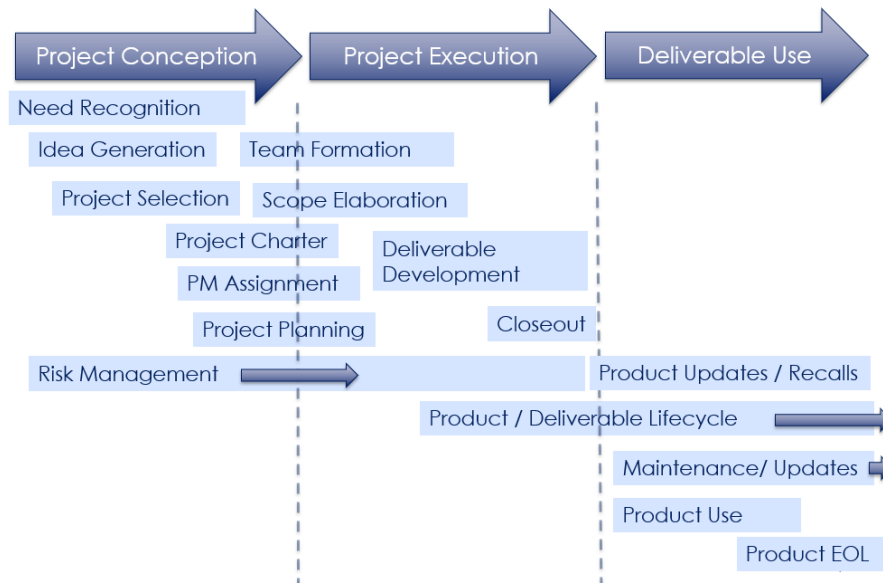 Project Conception
Project Execution
Deliverable Use
Need Recognition
Idea Generation
Team Formation
Project Selection
Scope Elaboration
Project Charter
Deliverable
Development
PM Assignment
Project Planning
Closeout
Risk Management
Product Updates / Recalls
Product / Deliverable Lifecycle
Maintenance/ Updates
Product Use
Product EOL